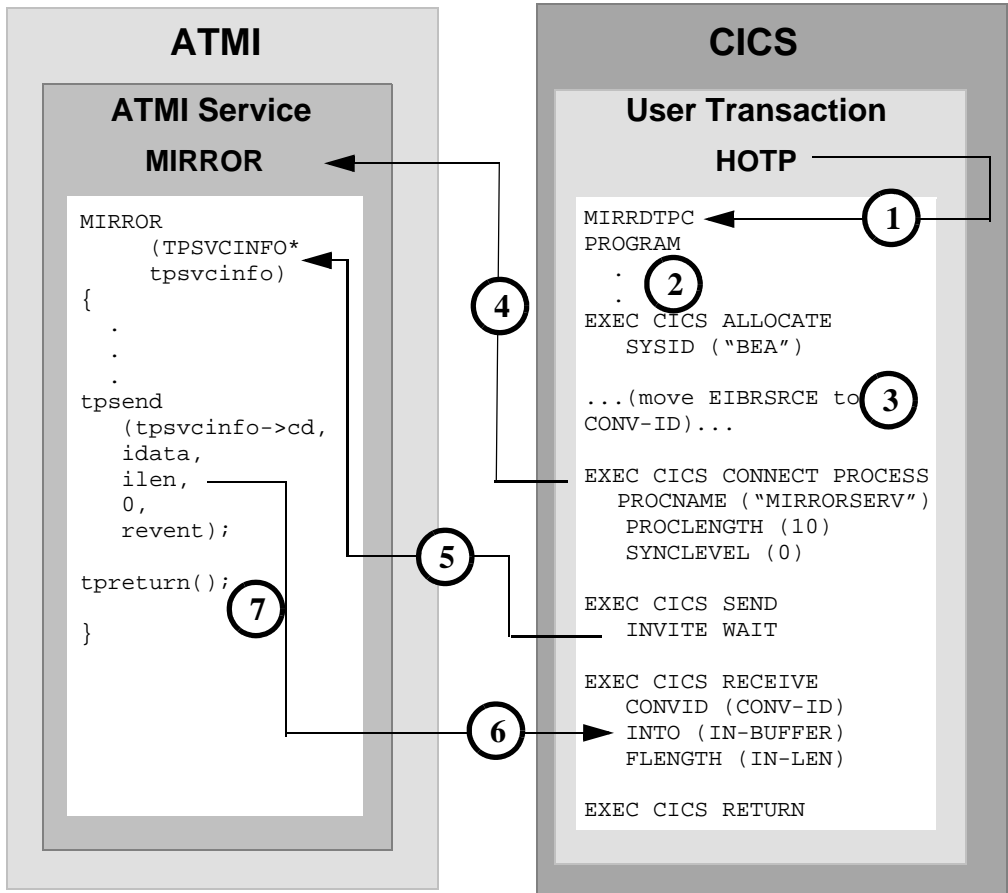 ATMI
ATMI Service
MIRROR
MIRROR
(TPSVCINFO*
tpsvcinfo)
{
.
.
.
tpsend
(tpsvcinfo->cd,
idata,
ilen,
0,
revent);
tpreturn();
7
}
4
5
6
CICS
User Transaction
HOTP
MIRRDTPC
1
PROGRAM
.
2
.
EXEC CICS ALLOCATE
SYSID (“BEA”)
...(move EIBRSRCE to
3
CONV-ID)...
EXEC CICS CONNECT PROCESS
PROCNAME (“MIRRORSERV”)
PROCLENGTH (10)
SYNCLEVEL (0)
EXEC CICS SEND
INVITE WAIT
EXEC CICS RECEIVE
CONVID (CONV-ID)
INTO (IN-BUFFER)
FLENGTH (IN-LEN)
EXEC CICS RETURN